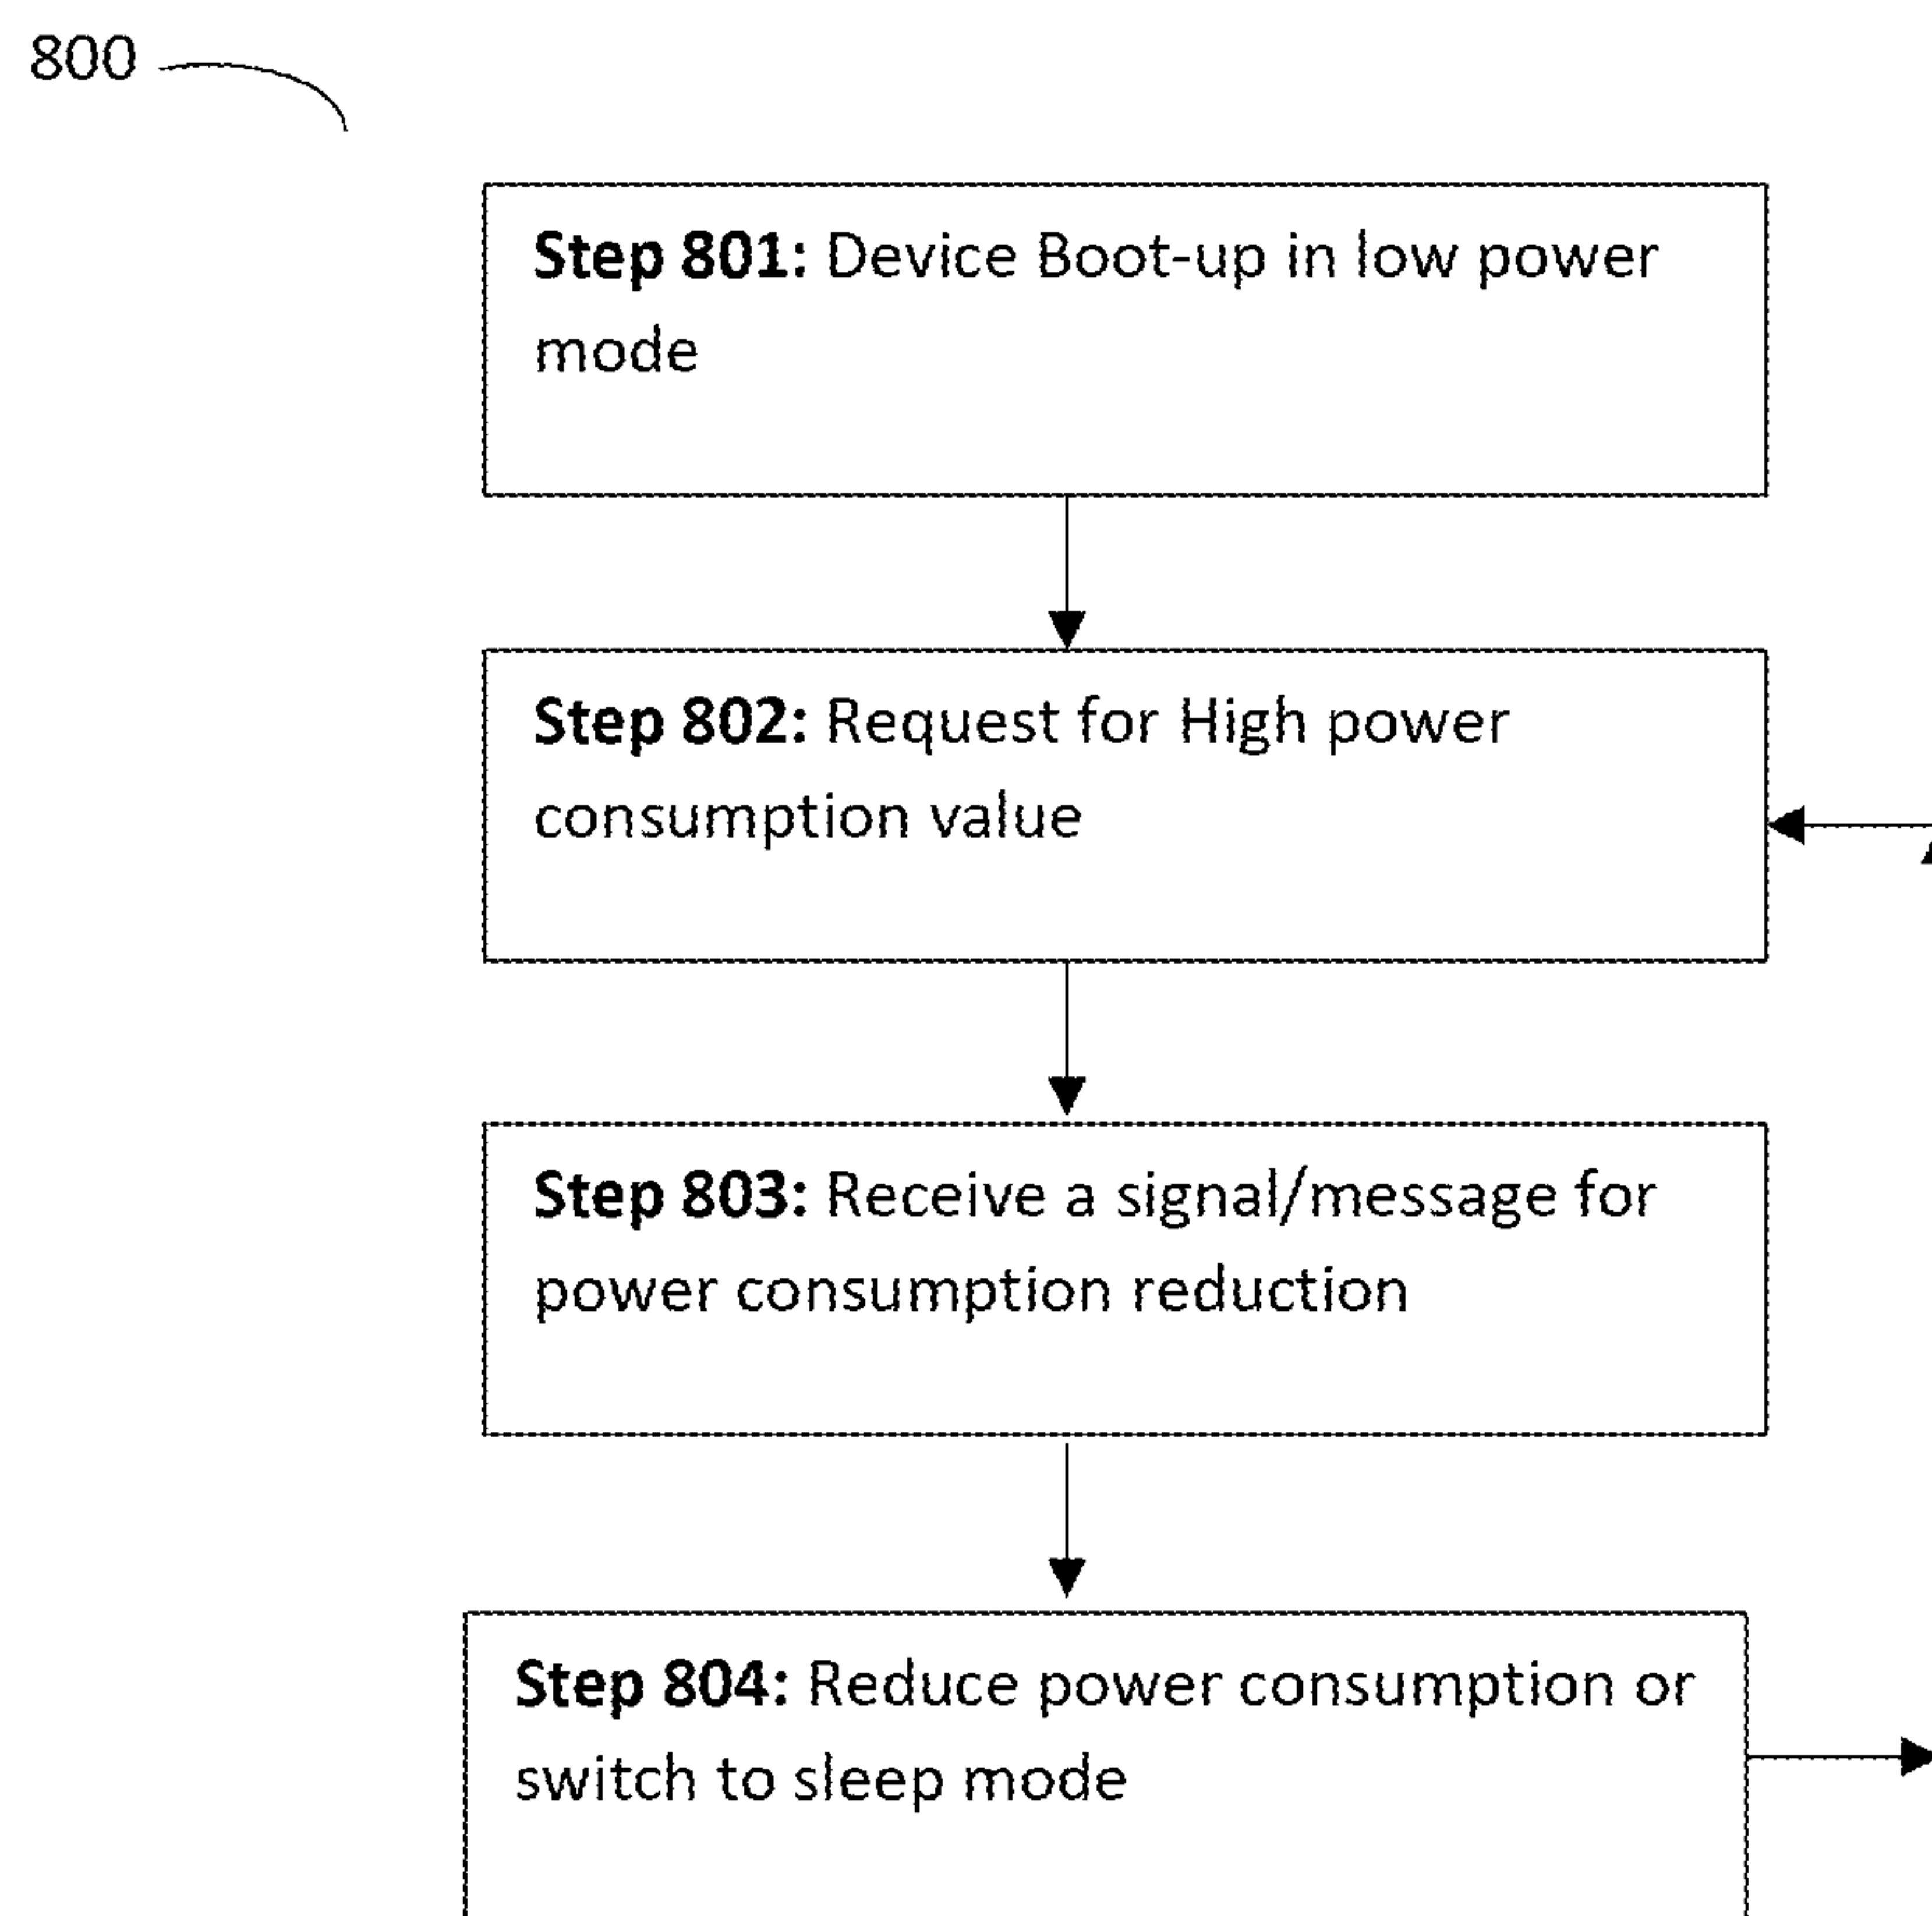 800
Step 801: Device Boot-up in low power
mode
Step 802: Request for High power
consumption value
Step 803: Receive a signal/message for
power consumption reduction
Step 804: Reduce power consumption or
switch to sleep mode